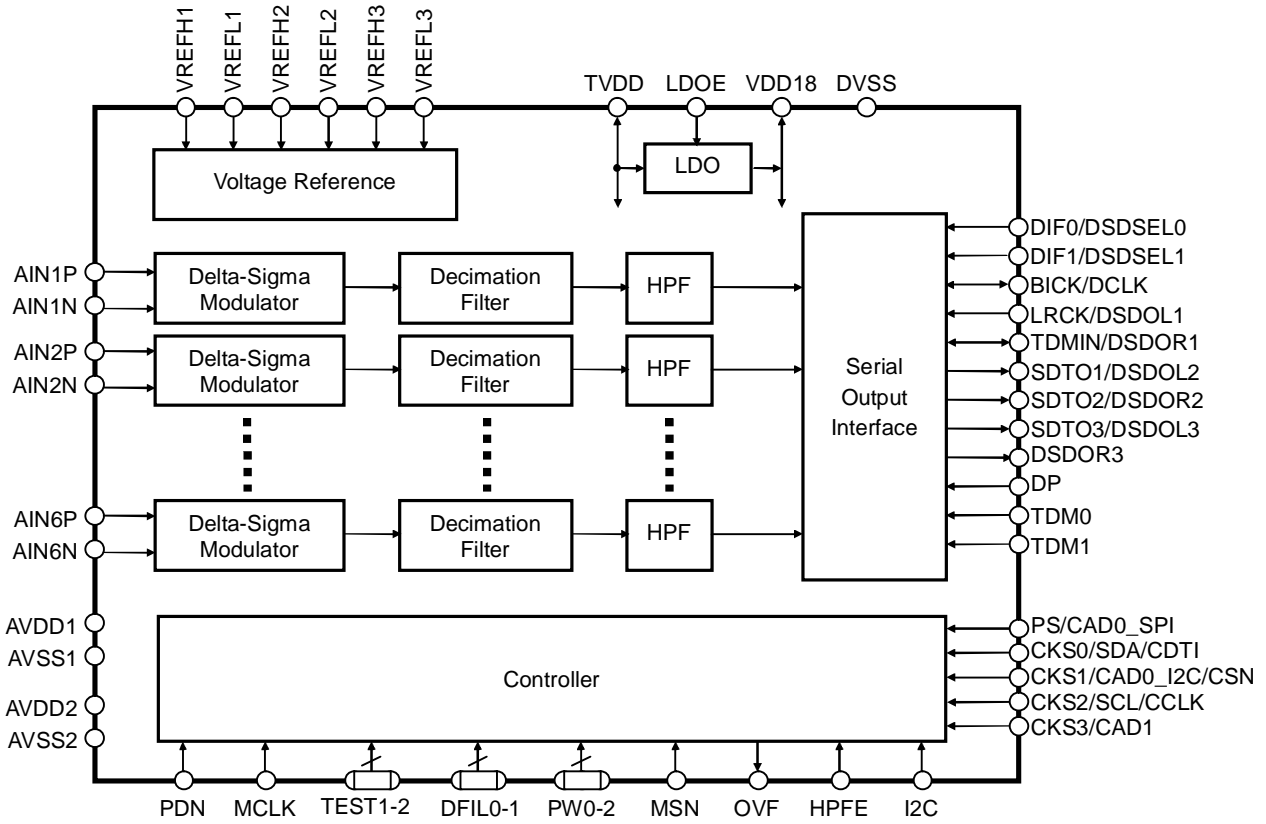 VREFH1
VREFL1
VREFH2
VREFL2
VREFH3
VREFL3
TVDD
LDOE
VDD18
DVSS
Voltage Reference
LDO
AIN1P
AIN1N
Delta-Sigma
Modulator
Decimation
Filter
HPF
AIN2P
AIN2N
Delta-Sigma
Modulator
Decimation
Filter
HPF
AIN6P
AIN6N
Delta-Sigma
Modulator
Decimation
Filter
HPF
Serial
Output
Interface
DIF0/DSDSEL0
DIF1/DSDSEL1
BICK/DCLK
LRCK/DSDOL1
TDMIN/DSDOR1
SDTO1/DSDOL2
SDTO2/DSDOR2
SDTO3/DSDOL3
DSDOR3
DP
TDM0
TDM1
AVDD1
AVSS1
AVDD2
AVSS2
Controller
PS/CAD0_SPI
CKS0/SDA/CDTI
CKS1/CAD0_I2C/CSN
CKS2/SCL/CCLK
CKS3/CAD1
PDN
MCLK
TEST1-2
DFIL0-1
PW0-2
MSN
OVF
HPFE
I2C